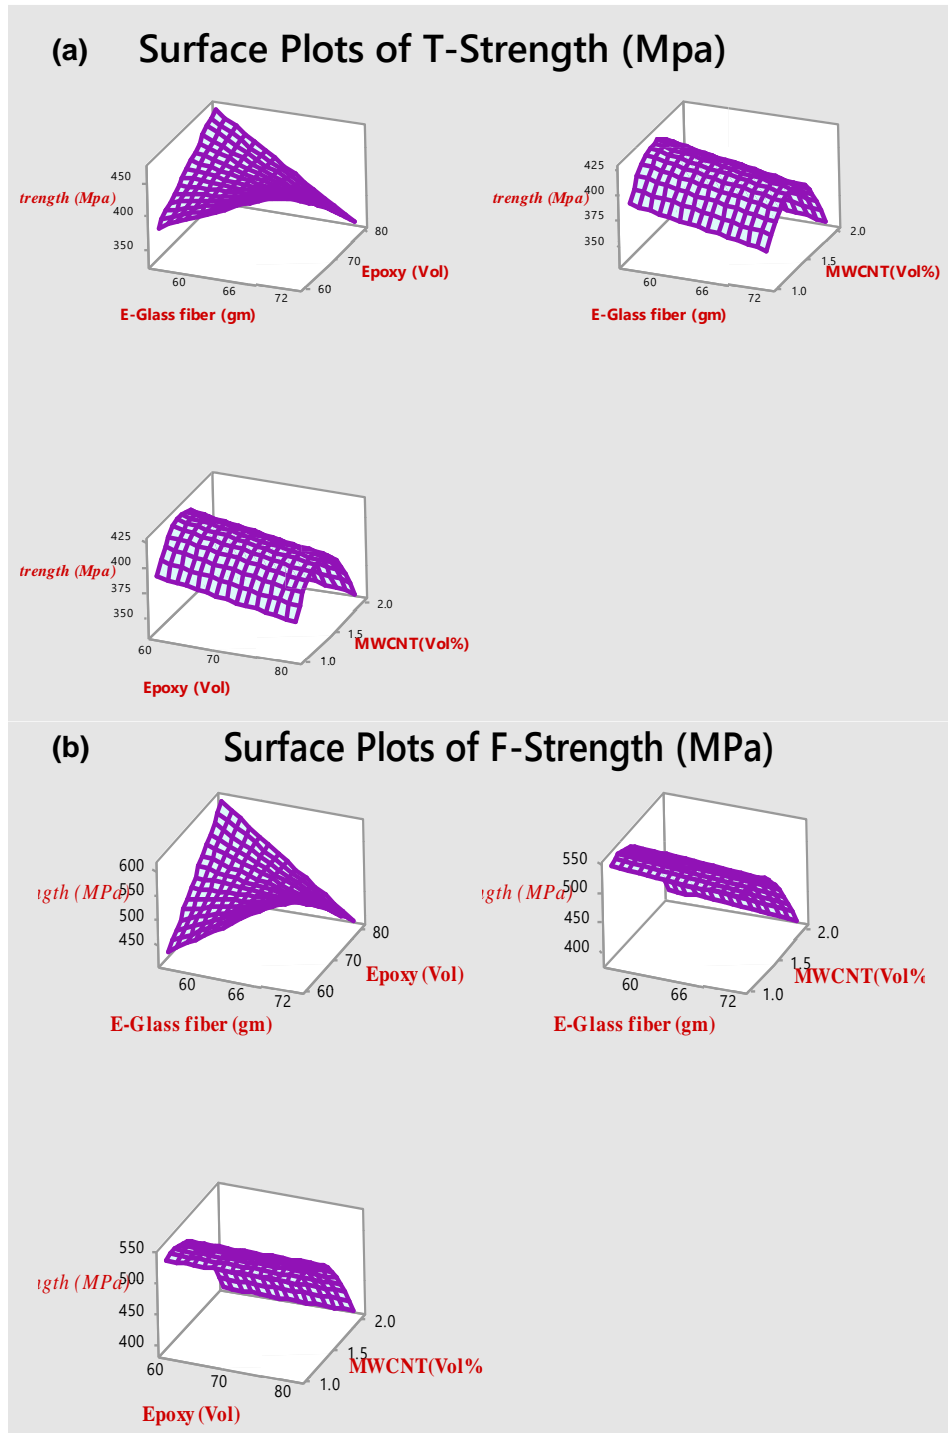 (a) Surface Plots of T-Strength (Mpa)
450
400
350
trength (Mpa)
60
66
72
E-Glass fiber (gm)
60
70
80
Epoxy (Vol)
425
400
375
350
trength (Mpa)
60
66
72
E-Glass fiber (gm)
1.0
1.5
2.0
MWCNT(Vol%)
425
400
375
350
trength (Mpa)
60
70
80
Epoxy (Vol)
1.0
1.5
2.0
MWCNT(Vol%)
(b) Surface Plots of F-Strength (MPa)
600
550
500
450
ngth (MPa)
60
66
72
E-Glass fiber (gm)
60
70
80
Epoxy (Vol)
550
500
450
400
ngth (MPa)
60
66
72
E-Glass fiber (gm)
1.0
1.5
2.0
MWCNT(Vol%
550
500
450
400
ngth (MPa)
60
70
80
Epoxy (Vol)
1.0
1.5
2.0
MWCNT(Vol%